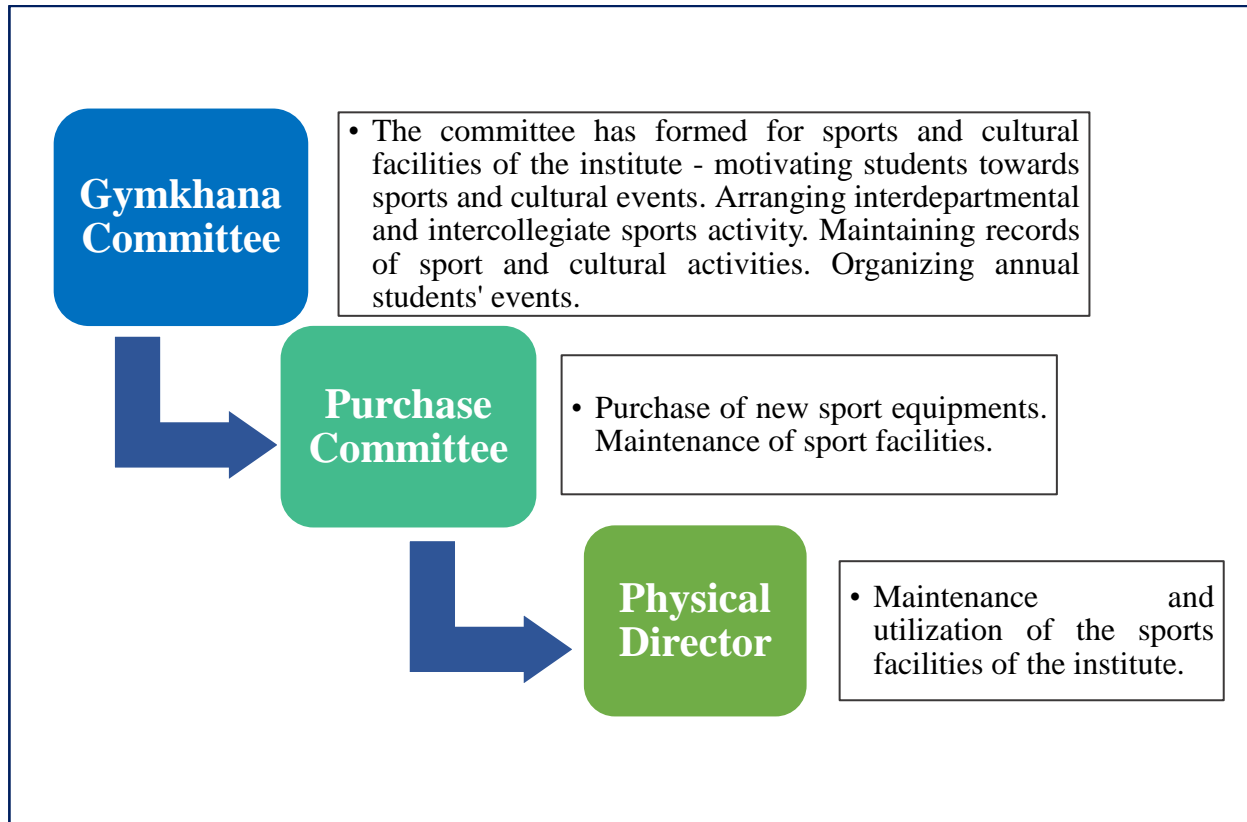 Gymkhana
Committee
• The committee has formed for sports and cultural
facilities of the institute - motivating students towards
sports and cultural events. Arranging interdepartmental
and intercollegiate sports activity. Maintaining records
of sport and cultural activities. Organizing annual
students' events.
Purchase
Committee
• Purchase of new sport equipments.
Maintenance of sport facilities.
Physical
Director
• Maintenance and
utilization of the sports
facilities of the institute.